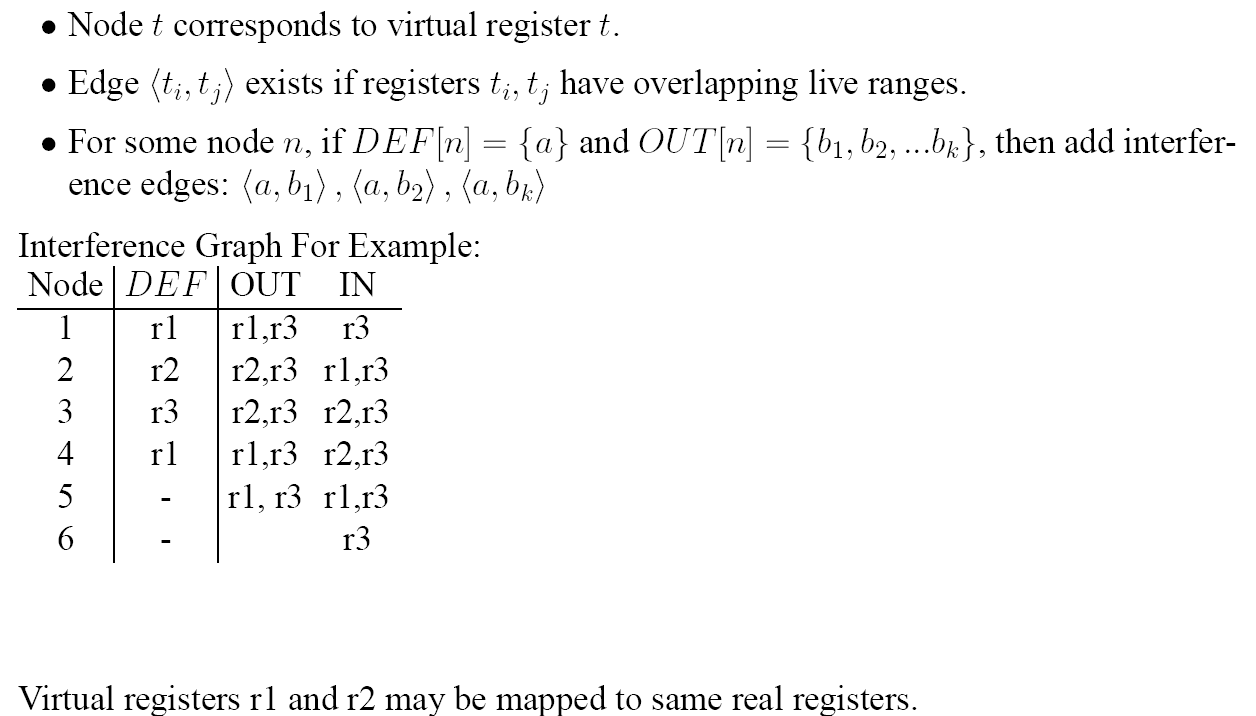 • Node t corresponds to virtual register t.
• Edge ⟨tᵢ, tⱼ⟩ exists if registers tᵢ, tⱼ have overlapping live ranges.
• For some node n, if DEF[n] = {a} and OUT[n] = {b₁, b₂, ...bₖ}, then add interfer-
ence edges: ⟨a, b₁⟩ , ⟨a, b₂⟩ , ⟨a, bₖ⟩
Interference Graph For Example:
Node DEF OUT IN
1 r1 r1,r3 r3
2 r2 r2,r3 r1,r3
3 r3 r2,r3 r2,r3
4 r1 r1,r3 r2,r3
5 - r1, r3 r1,r3
6 - r3
Virtual registers r1 and r2 may be mapped to same real registers.